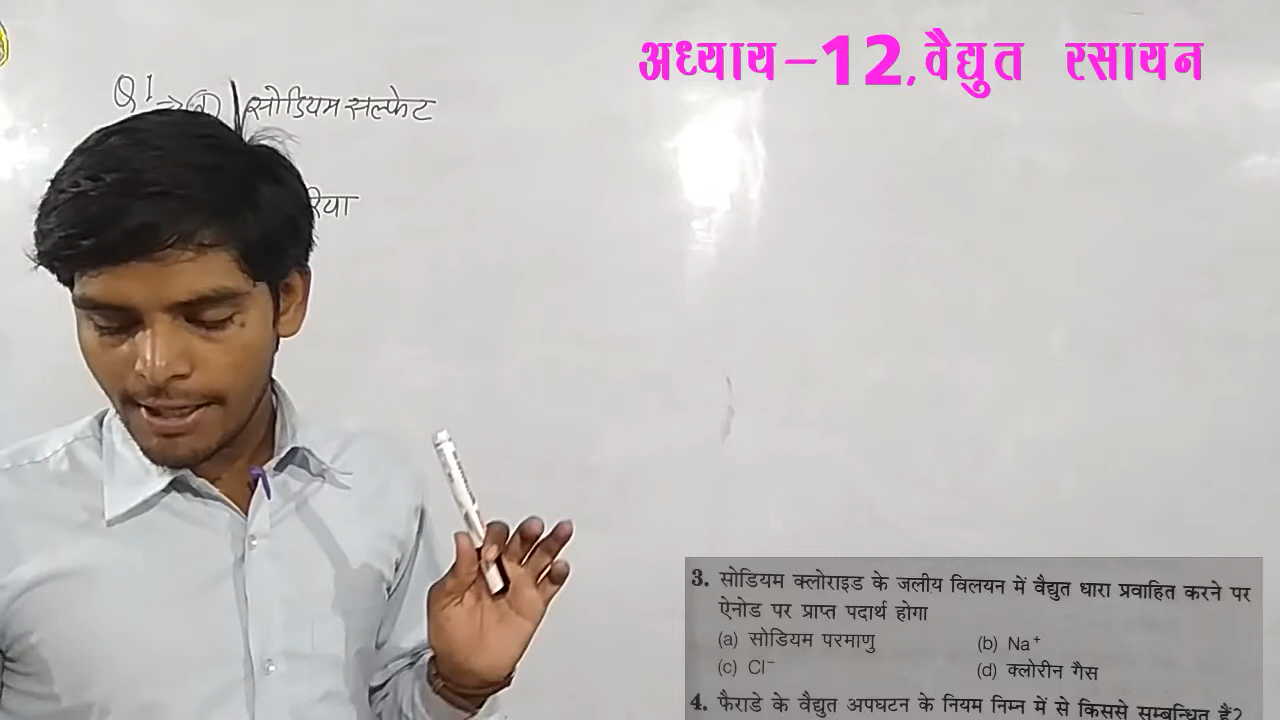 अध्याय-12, वैद्युत रसायन
Q1 → (a) सोडियम सल्फेट
रिया
3. सोडियम क्लोराइड के जलीय विलयन में वैद्युत धारा प्रवाहित करने पर
ऐनोड पर प्राप्त पदार्थ होगा
(a) सोडियम परमाणु (b) Na⁺
(c) Cl⁻ (d) क्लोरीन गैस
4. फैराडे के वैद्युत अपघटन के नियम निम्न में से किससे सम्बन्धित हैं?